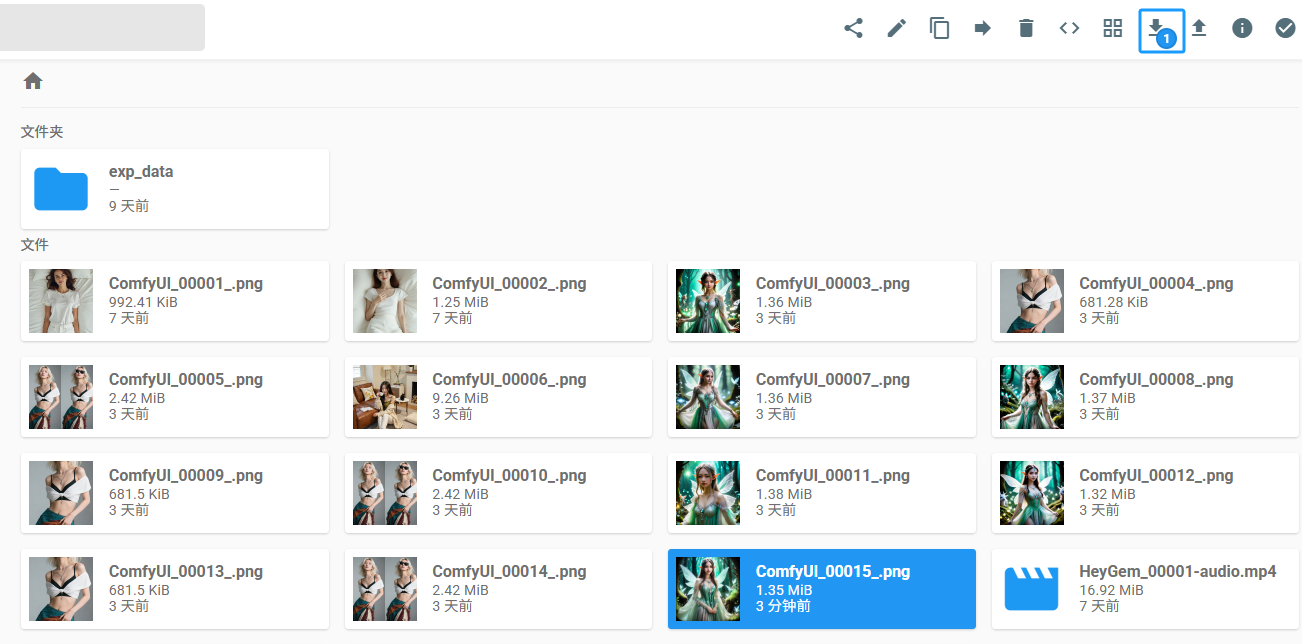 1
文件夹
exp_data
—
9 天前
文件
ComfyUI_00001_.png
992.41 KiB
7 天前
ComfyUI_00002_.png
1.25 MiB
7 天前
ComfyUI_00003_.png
1.36 MiB
3 天前
ComfyUI_00004_.png
681.28 KiB
3 天前
ComfyUI_00005_.png
2.42 MiB
3 天前
ComfyUI_00006_.png
9.26 MiB
3 天前
ComfyUI_00007_.png
1.36 MiB
3 天前
ComfyUI_00008_.png
1.37 MiB
3 天前
ComfyUI_00009_.png
681.5 KiB
3 天前
ComfyUI_00010_.png
2.42 MiB
3 天前
ComfyUI_00011_.png
1.38 MiB
3 天前
ComfyUI_00012_.png
1.32 MiB
3 天前
ComfyUI_00013_.png
681.5 KiB
3 天前
ComfyUI_00014_.png
2.42 MiB
3 天前
ComfyUI_00015_.png
1.35 MiB
3 分钟前
HeyGem_00001-audio.mp4
16.92 MiB
7 天前